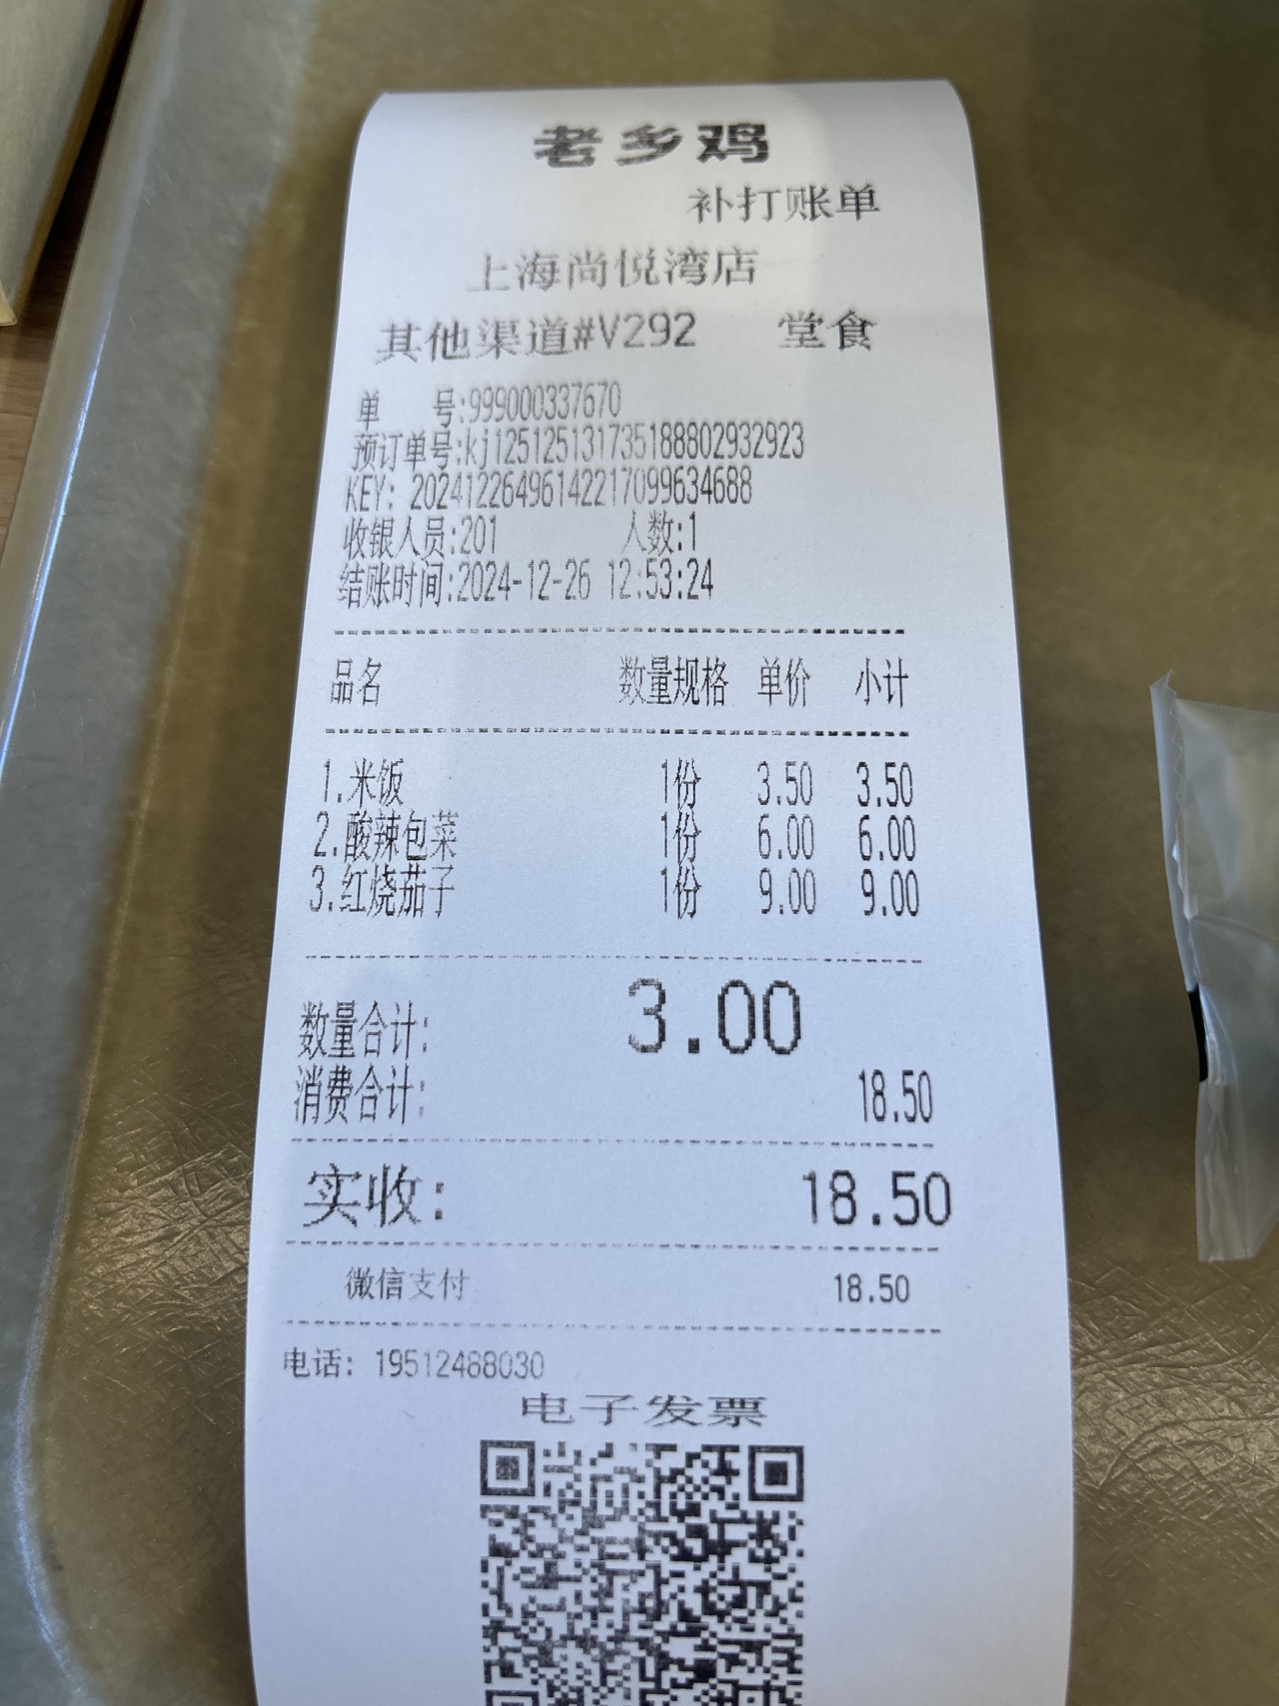 老乡鸡
补打账单
上海尚悦湾店
其他渠道#V292 堂食
单 号:999000337670
预订单号:kj12512513173518880293​2923
KEY: 20241226496142217099634688
收银人员:201 人数:1
结账时间:2024-12-26 12:53:24
品名 数量规格 单价 小计
1.米饭 1份 3.50 3.50
2.酸辣包菜 1份 6.00 6.00
3.红烧茄子 1份 9.00 9.00
数量合计: 3.00
消费合计: 18.50
实收: 18.50
微信支付 18.50
电话: 19512488030
电子发票